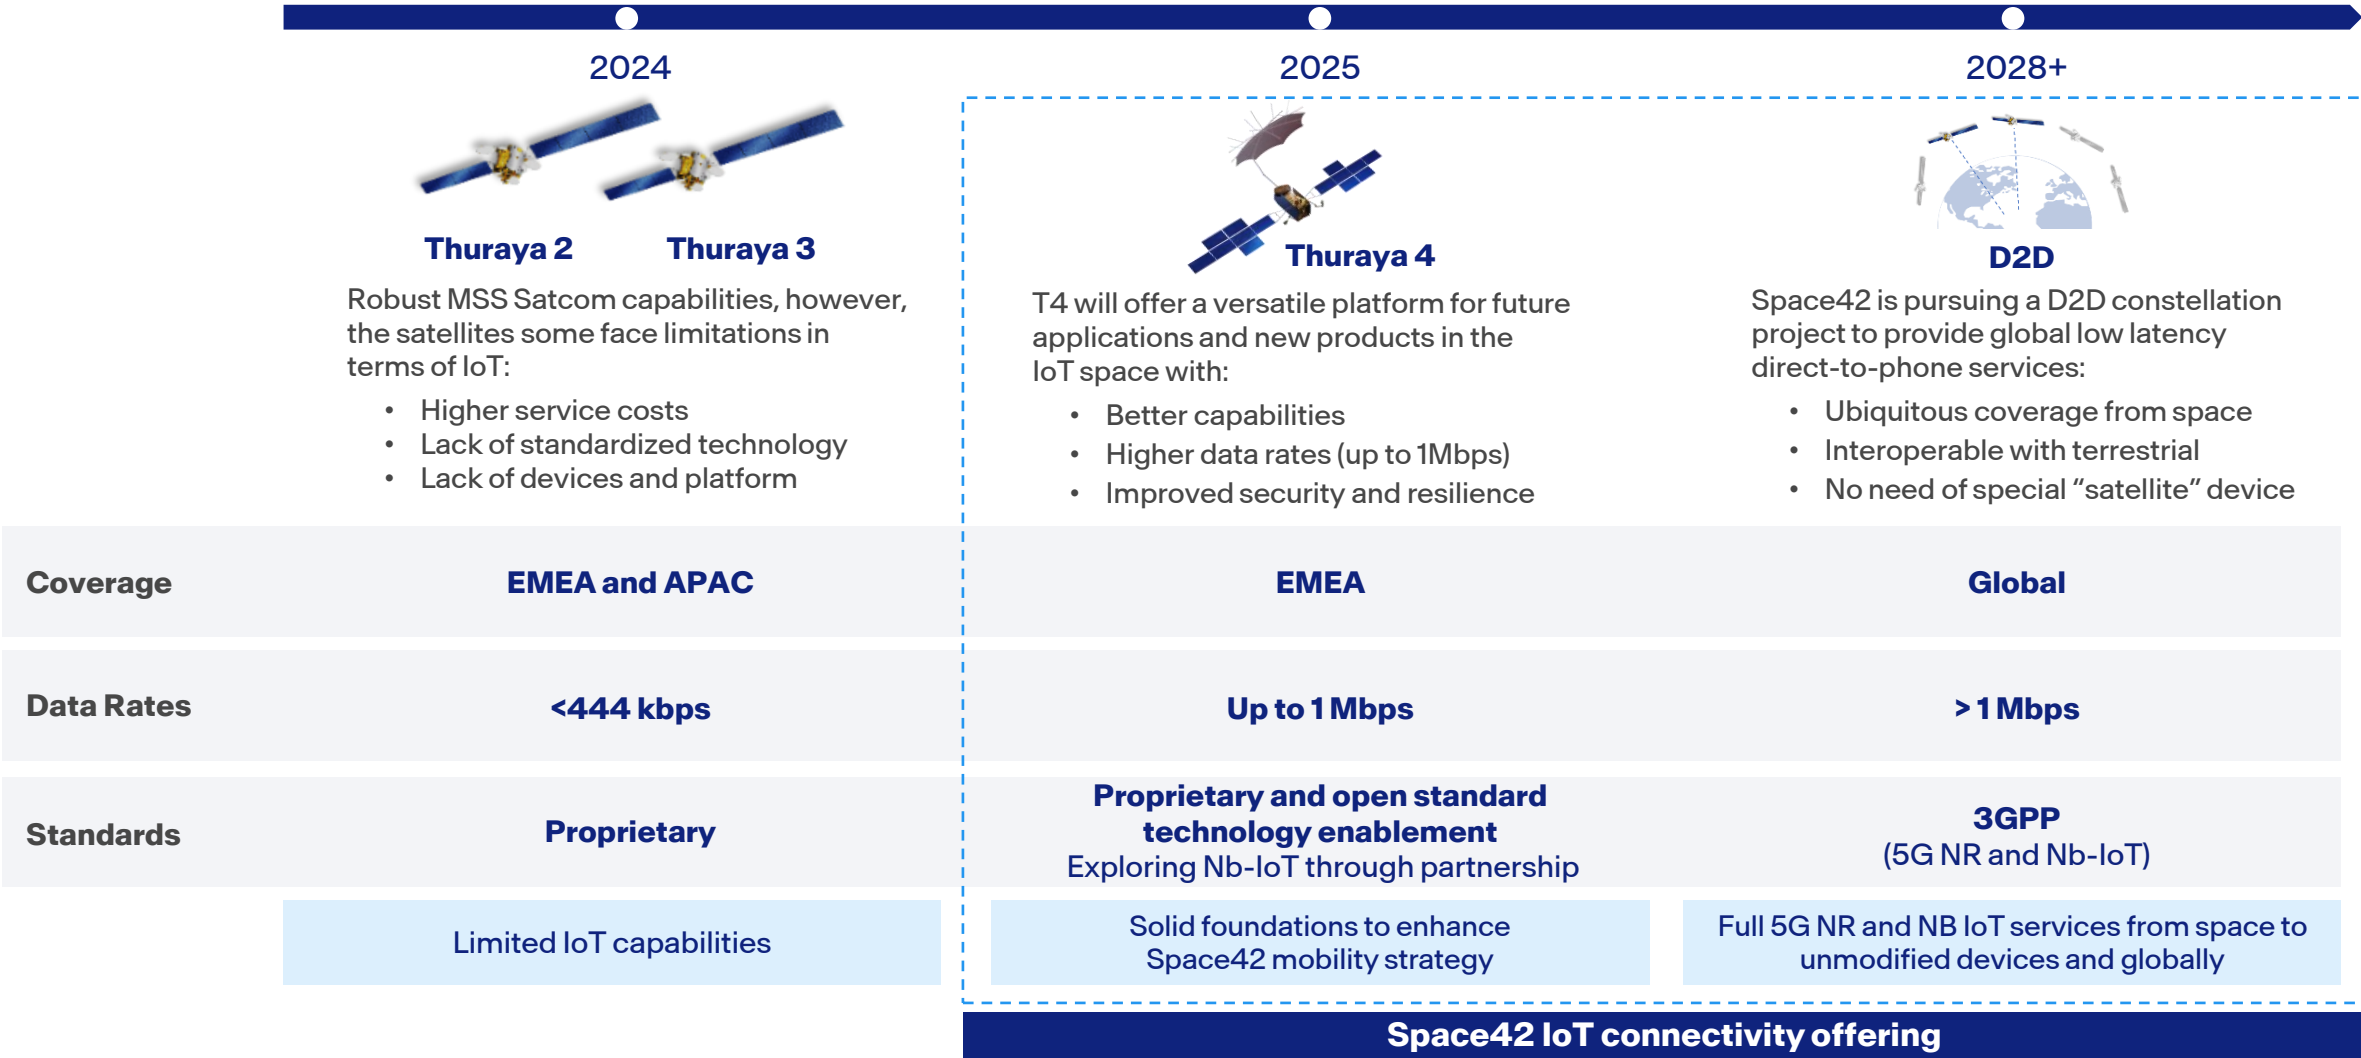 2024
2025
2028+
Thuraya 2
Thuraya 3
Robust MSS Satcom capabilities, however,
the satellites some face limitations in
terms of IoT:
• Higher service costs
• Lack of standardized technology
• Lack of devices and platform
Thuraya 4
T4 will offer a versatile platform for future
applications and new products in the
IoT space with:
• Better capabilities
• Higher data rates (up to 1Mbps)
• Improved security and resilience
D2D
Space42 is pursuing a D2D constellation
project to provide global low latency
direct-to-phone services:
• Ubiquitous coverage from space
• Interoperable with terrestrial
• No need of special “satellite” device
Coverage
EMEA and APAC
EMEA
Global
Data Rates
<444 kbps
Up to 1 Mbps
> 1 Mbps
Standards
Proprietary
Proprietary and open standard
technology enablement
Exploring Nb-IoT through partnership
3GPP
(5G NR and Nb-IoT)
Limited IoT capabilities
Solid foundations to enhance
Space42 mobility strategy
Full 5G NR and NB IoT services from space to
unmodified devices and globally
Space42 IoT connectivity offering